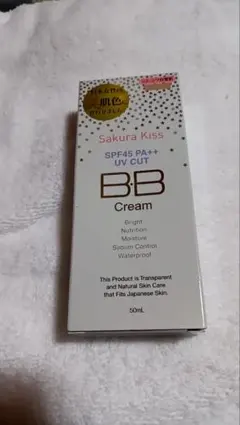 肌色
Sakura Kiss
SPF45 PA++
UV CUT
BB
Cream
Bright
Nutrition
Moisture
Sebum Control
Waterproof
This Product is Transparent
and Natural Skin Care
that Fits Japanese Skin.
50mL